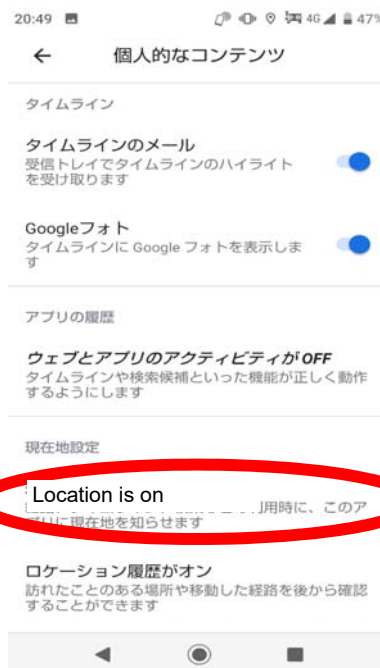 20:49 4G 47%
個人的なコンテンツ
タイムライン
タイムラインのメール
受信トレイでタイムラインのハイライト
を受け取ります
Googleフォト
タイムラインに Google フォトを表示しま
す
アプリの履歴
ウェブとアプリのアクティビティが OFF
タイムラインや検索候補といった機能が正しく動作
するようにします
現在地設定
Location is on
用時に、このア
プリに現在地を知らせます
ロケーション履歴がオン
訪れたことのある場所や移動した経路を後から確認
することができます